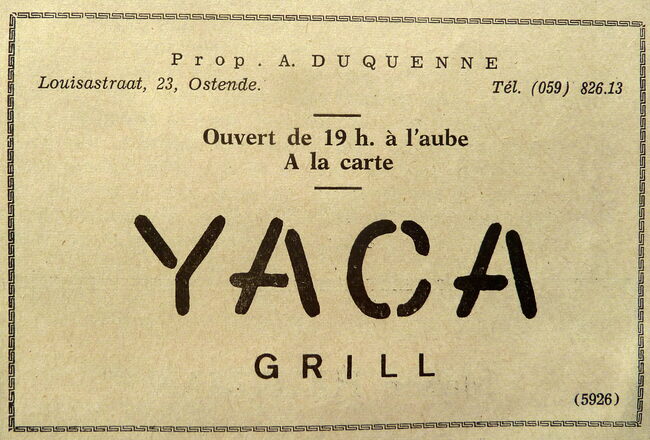 Prop. A. DUQUENNE
Louisastraat, 23, Ostende. Tél. (059) 826.13
Ouvert de 19 h. à l'aube
A la carte
YACA
GRILL
(5926)